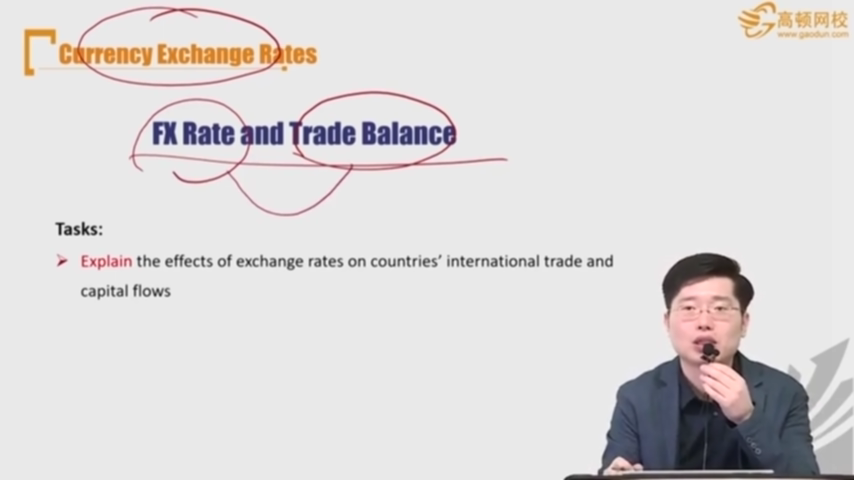 高顿网校
www.gaodun.com
Currency Exchange Rates
FX Rate and Trade Balance
Tasks:
Explain the effects of exchange rates on countries' international trade and
capital flows